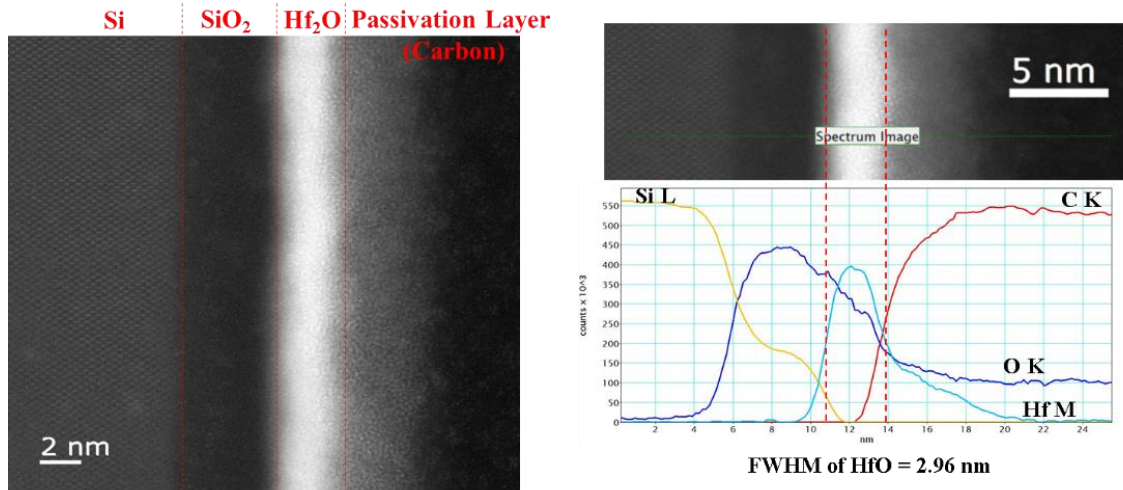 Si SiO₂ Hf₂O Passivation Layer
(Carbon)
2 nm
5 nm
Spectrum Image
Si L
C K
O K
Hf M
counts x 10^3
550
500
450
400
350
300
250
200
150
100
50
0
2 4 6 8 10 12 14 16 18 20 22 24
nm
FWHM of HfO = 2.96 nm